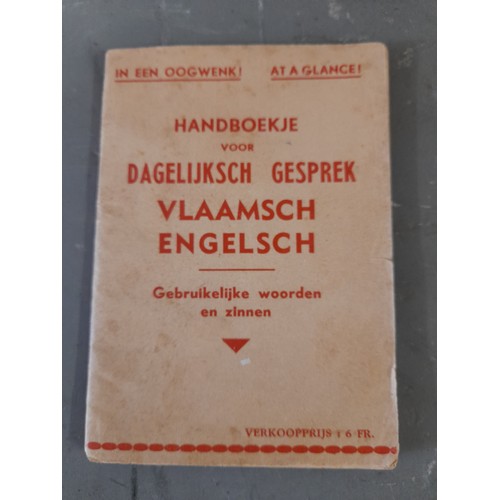 IN EEN OOGWENK! AT A GLANCE!
HANDBOEKJE
VOOR
DAGELIJKSCH GESPREK
VLAAMSCH
ENGELSCH
Gebruikelijke woorden
en zinnen
VERKOOPPRIJS : 6 FR.